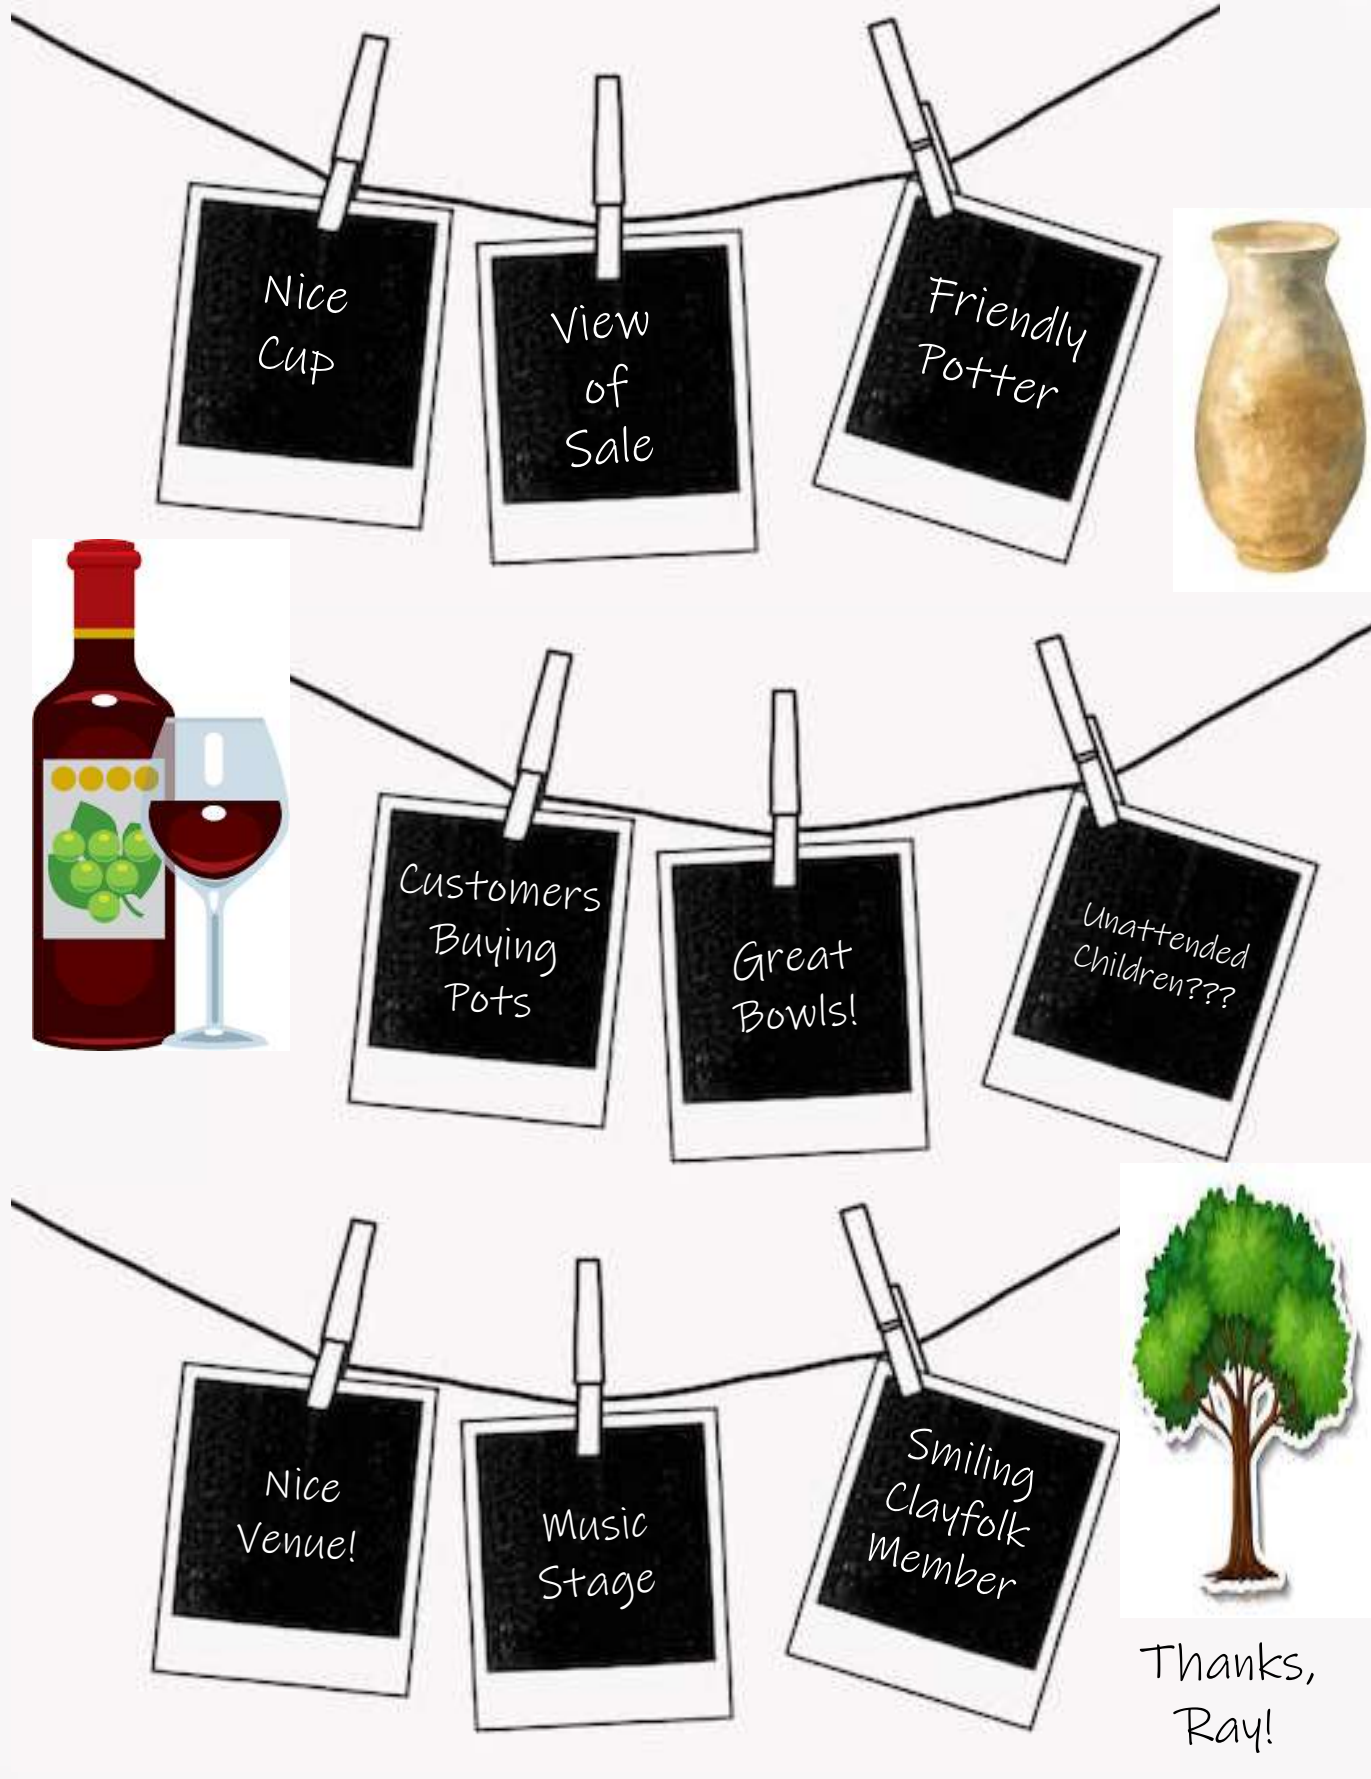 Nice
Cup
View
of
Sale
Friendly
Potter
Customers
Buying
Pots
Great
Bowls!
Unattended
Children???
Nice
Venue!
Music
Stage
Smiling
Clayfolk
Member
Thanks,
Ray!